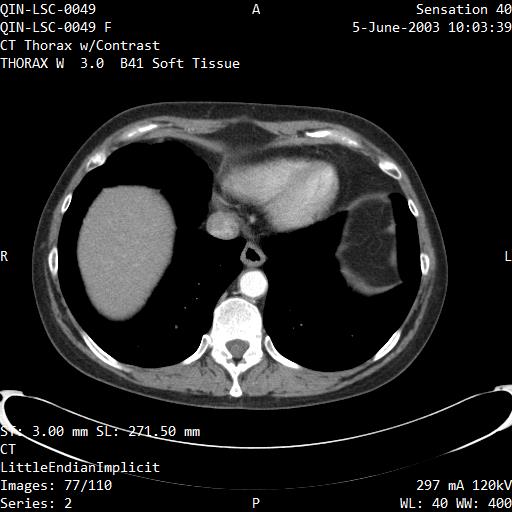 QIN-LSC-0049 A Sensation 40
QIN-LSC-0049 F 5-June-2003 10:03:39
CT Thorax w/Contrast
THORAX W 3.0 B41 Soft Tissue
R L
ST: 3.00 mm SL: 271.50 mm
CT
LittleEndianImplicit
Images: 77/110 297 mA 120kV
Series: 2 P WL: 40 WW: 400